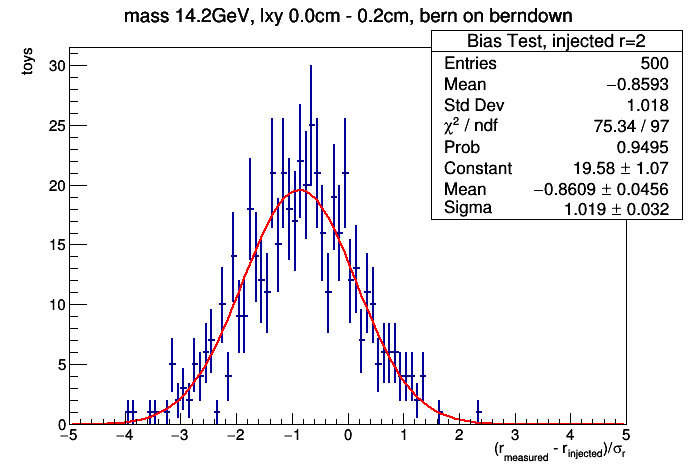 mass 14.2GeV, lxy 0.0cm - 0.2cm, bern on berndown
Bias Test, injected r=2
Entries 500
Mean −0.8593
Std Dev 1.018
χ² / ndf 75.34 / 97
Prob 0.9495
Constant 19.58 ± 1.07
Mean −0.8609 ± 0.0456
Sigma 1.019 ± 0.032
toys
30
25
20
15
10
5
0
−5 −4 −3 −2 −1 0 1 2 3 4 5
(r_measured - r_injected)/σ_r